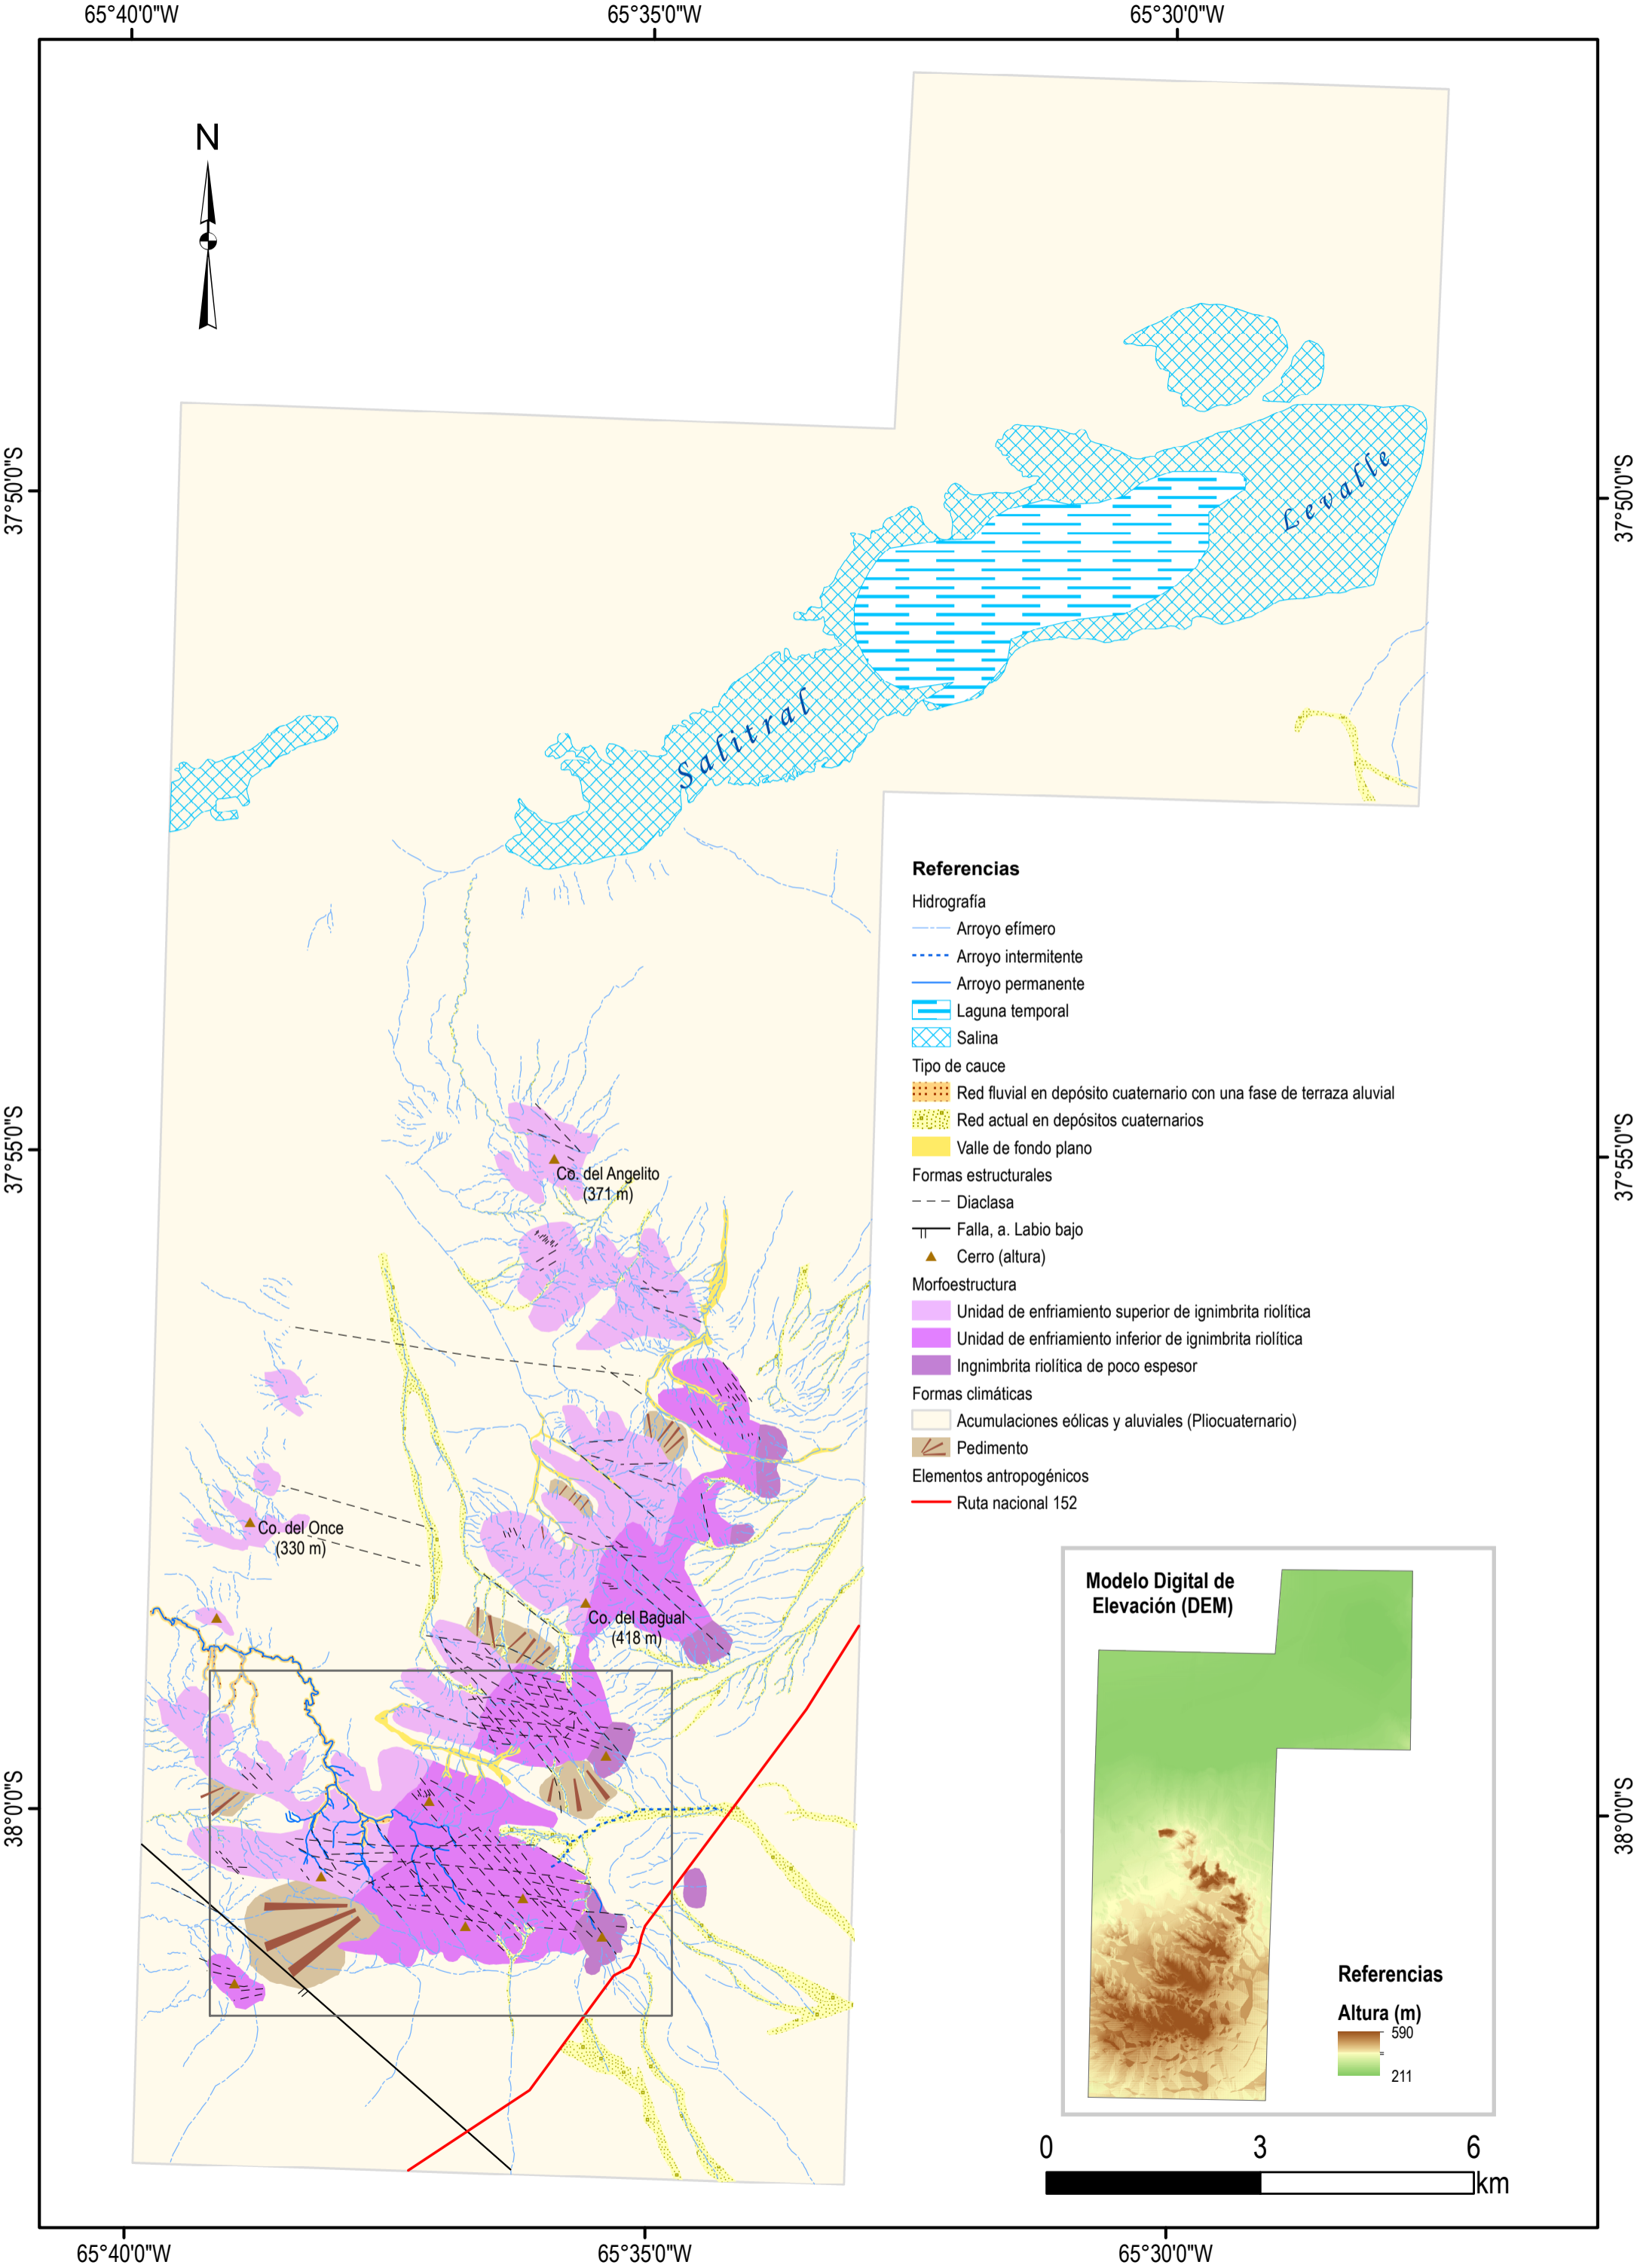 65°40'0"W
65°35'0"W
65°30'0"W
N
37°50'0"S
37°50'0"S
Levalle
Salitral
Referencias
Hidrografía
Arroyo efímero
Arroyo intermitente
Arroyo permanente
Laguna temporal
Salina
Tipo de cauce
Red fluvial en depósito cuaternario con una fase de terraza aluvial
Red actual en depósitos cuaternarios
Valle de fondo plano
Formas estructurales
Diaclasa
Falla, a. Labio bajo
Cerro (altura)
Morfoestructura
Unidad de enfriamiento superior de ignimbrita riolítica
Unidad de enfriamiento inferior de ignimbrita riolítica
Ingnimbrita riolítica de poco espesor
Formas climáticas
Acumulaciones eólicas y aluviales (Pliocuaternario)
Pedimento
Elementos antropogénicos
Ruta nacional 152
37°55'0"S
37°55'0"S
Co. del Angelito
(371 m)
Co. del Once
(330 m)
Co. del Bagual
(418 m)
38°0'0"S
38°0'0"S
Modelo Digital de
Elevación (DEM)
Referencias
Altura (m)
590
211
0
3
6
km
65°40'0"W
65°35'0"W
65°30'0"W